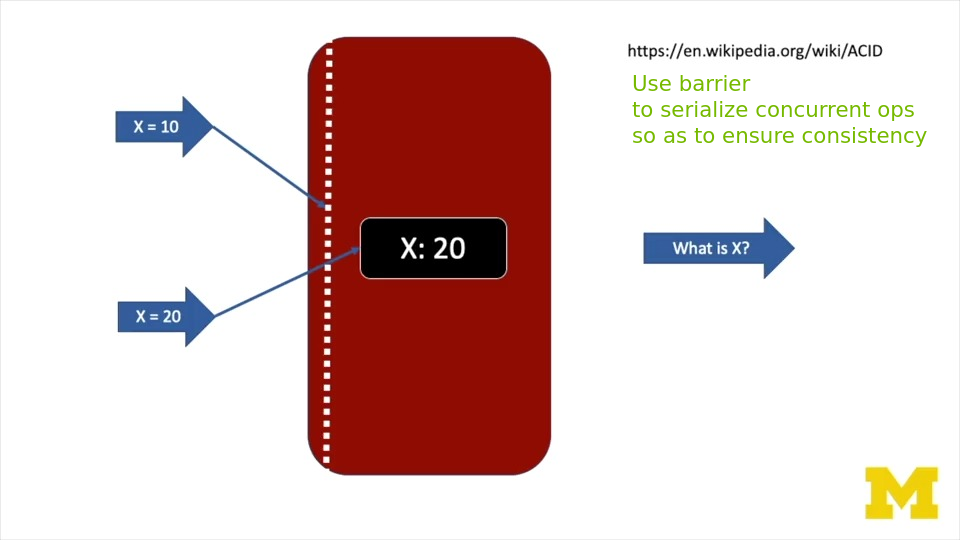 https://en.wikipedia.org/wiki/ACID
Use barrier
to serialize concurrent ops
so as to ensure consistency
X = 10
X: 20
What is X?
X = 20
M